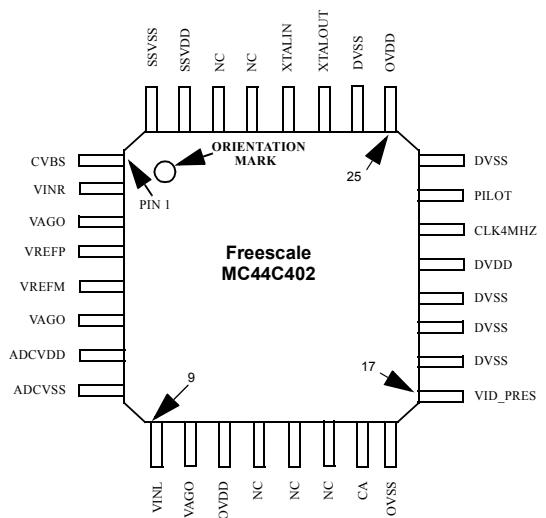 SSVSS
SSVDD
NC
NC
XTALIN
XTALOUT
DVSS
OVDD
ORIENTATION
MARK
PIN 1
25
CVBS
VINR
VAGO
VREFP
VREFM
VAGO
ADCVDD
ADCVSS
Freescale
MC44C402
DVSS
PILOT
CLK4MHZ
DVDD
DVSS
DVSS
DVSS
VID_PRES
9
17
VINL
VAGO
OVDD
NC
NC
NC
CA
OVSS